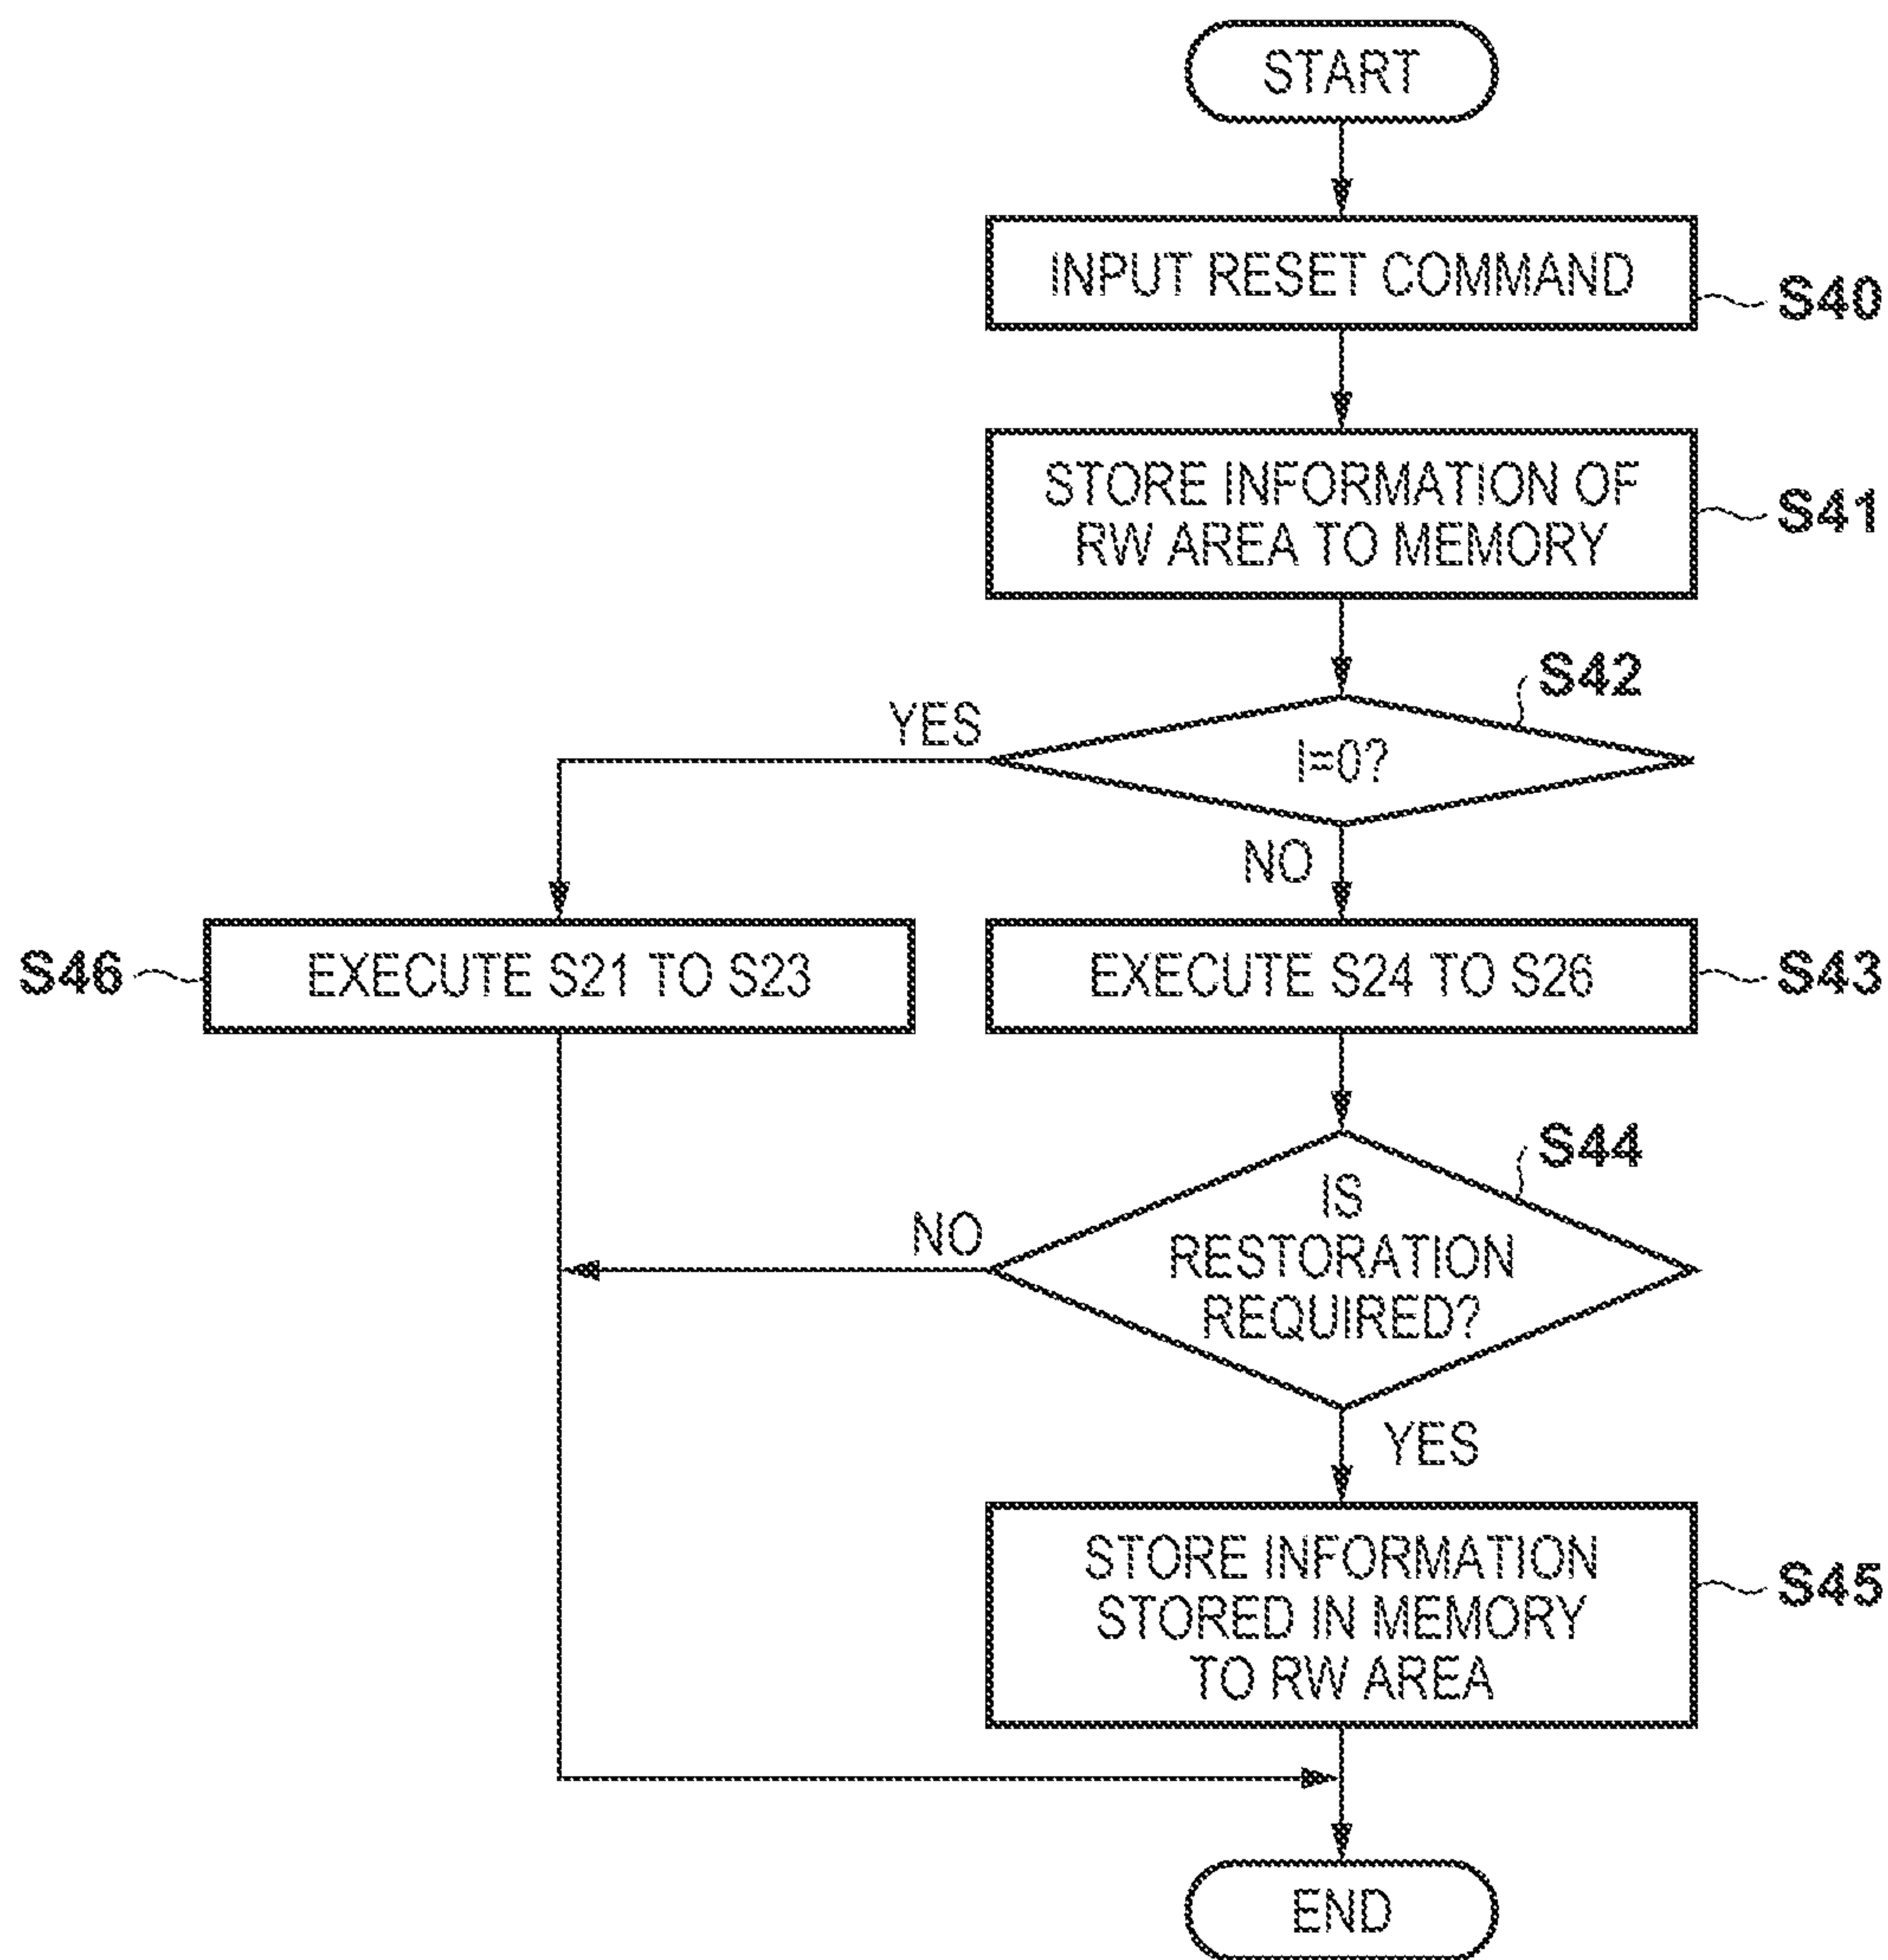 START
INPUT RESET COMMAND
S40
STORE INFORMATION OF
RW AREA TO MEMORY
S41
S42
YES
I=0?
NO
S46
EXECUTE S21 TO S23
EXECUTE S24 TO S26
S43
S44
NO
IS
RESTORATION
REQUIRED?
YES
STORE INFORMATION
STORED IN MEMORY
TO RW AREA
S45
END